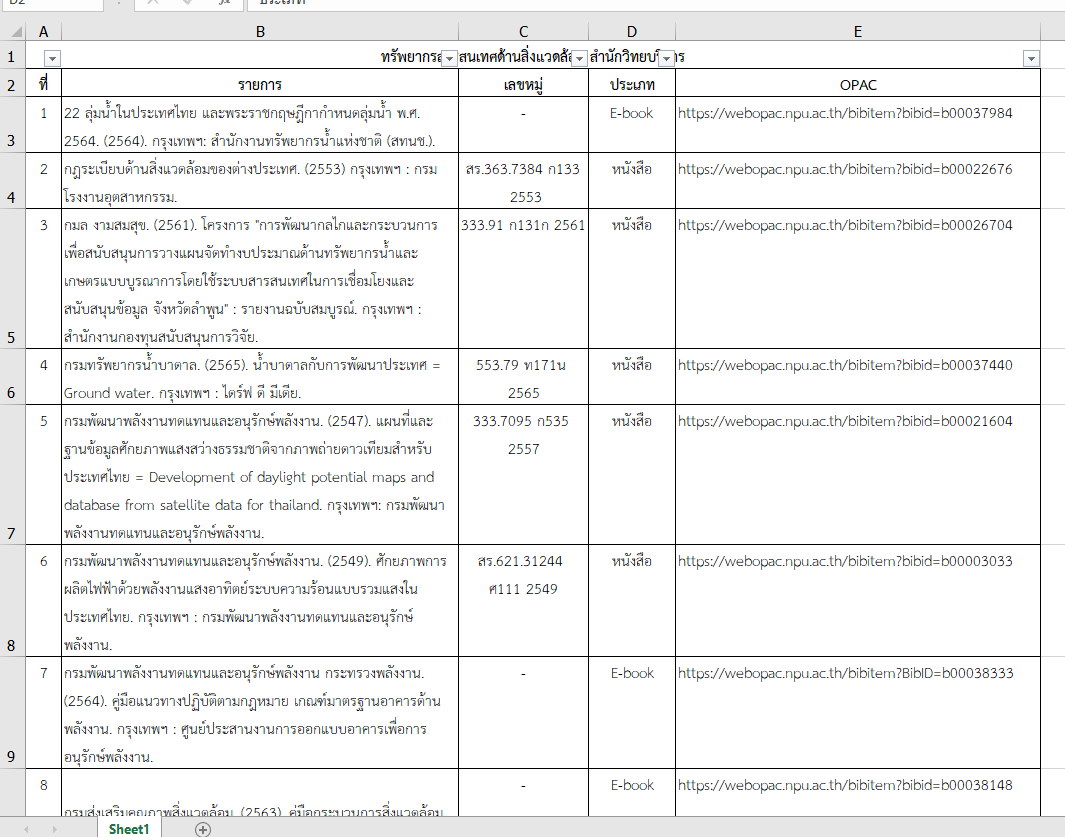 A B C D E
1 ทรัพยากรส สนเทศด้านสิ่งแวดล้ สำนักวิทยบริ าร
2 ที่ รายการ เลขหมู่ ประเภท OPAC
1 22 ลุ่มน้ำในประเทศไทย และพระราชกฤษฎีกากำหนดลุ่มน้ำ พ.ศ. - E-book https://webopac.npu.ac.th/bibitem?bibid=b00037984
3 2564. (2564). กรุงเทพฯ: สำนักงานทรัพยากรน้ำแห่งชาติ (สทนช.).
2 กฎระเบียบด้านสิ่งแวดล้อมของต่างประเทศ. (2553) กรุงเทพฯ : กรม สร.363.7384 ก133 หนังสือ https://webopac.npu.ac.th/bibitem?bibid=b00022676
4 โรงงานอุตสาหกรรม. 2553
3 กมล งามสมสุข. (2561). โครงการ "การพัฒนากลไกและกระบวนการ 333.91 ก131ก 2561 หนังสือ https://webopac.npu.ac.th/bibitem?bibid=b00026704
เพื่อสนับสนุนการวางแผนจัดทำงบประมาณด้านทรัพยากรน้ำและ
เกษตรแบบบูรณาการโดยใช้ระบบสารสนเทศในการเชื่อมโยงและ
สนับสนุนข้อมูล จังหวัดลำพูน" : รายงานฉบับสมบูรณ์. กรุงเทพฯ :
5 สำนักงานกองทุนสนับสนุนการวิจัย.
4 กรมทรัพยากรน้ำบาดาล. (2565). น้ำบาดาลกับการพัฒนาประเทศ = 553.79 ท171น หนังสือ https://webopac.npu.ac.th/bibitem?bibid=b00037440
6 Ground water. กรุงเทพฯ : ไดร์ฟ ดี มีเดีย. 2565
5 กรมพัฒนาพลังงานทดแทนและอนุรักษ์พลังงาน. (2547). แผนที่และ 333.7095 ก535 หนังสือ https://webopac.npu.ac.th/bibitem?bibid=b00021604
ฐานข้อมูลศักยภาพแสงสว่างธรรมชาติจากภาพถ่ายดาวเทียมสำหรับ 2557
ประเทศไทย = Development of daylight potential maps and
database from satellite data for thailand. กรุงเทพฯ: กรมพัฒนา
7 พลังงานทดแทนและอนุรักษ์พลังงาน.
6 กรมพัฒนาพลังงานทดแทนและอนุรักษ์พลังงาน. (2549). ศักยภาพการ สร.621.31244 หนังสือ https://webopac.npu.ac.th/bibitem?bibid=b00003033
ผลิตไฟฟ้าด้วยพลังงานแสงอาทิตย์ระบบความร้อนแบบรวมแสงใน ศ111 2549
ประเทศไทย. กรุงเทพฯ : กรมพัฒนาพลังงานทดแทนและอนุรักษ์
8 พลังงาน.
7 กรมพัฒนาพลังงานทดแทนและอนุรักษ์พลังงาน กระทรวงพลังงาน. - E-book https://webopac.npu.ac.th/bibitem?BibID=b00038333
(2564). คู่มือแนวทางปฏิบัติตามกฎหมาย เกณฑ์มาตรฐานอาคารด้าน
พลังงาน. กรุงเทพฯ : ศูนย์ประสานงานการออกแบบอาคารเพื่อการ
9 อนุรักษ์พลังงาน.
8 - E-book https://webopac.npu.ac.th/bibitem?bibid=b00038148
กรมส่งเสริมคุณภาพสิ่งแวดล้อม. (2563). คู่มือกระบวนการสิ่งแวดล้อม
Sheet1